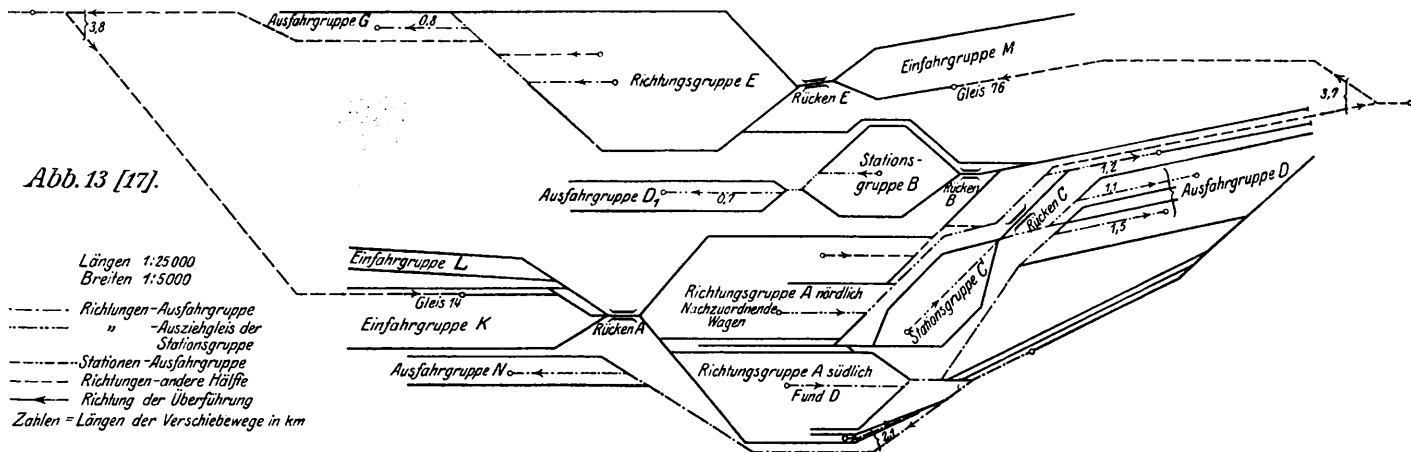 3,8
Ausfahrgruppe G
0,8
Richtungsgruppe E
Rücken E
Einfahrgruppe M
Gleis 76
3,7
Abb. 13 [17].
Stations-
gruppe B
Rücken
B
Ausfahrgruppe D₁
0,7
1,2
Rücken C
1,1
Ausfahrgruppe D
1,5
Längen 1:25000
Breiten 1:5000
Richtungen-Ausfahrgruppe
" -Ausziehgleis der
Stationsgruppe
Stationen-Ausfahrgruppe
Richtungen-andere Hälfte
Richtung der Überführung
Zahlen = Längen der Verschiebewege in km
Einfahrgruppe L
Gleis 14
Einfahrgruppe K
Rücken A
Ausfahrgruppe N
Richtungsgruppe A nördlich
Nachzuordnende
Wagen
Stationsgruppe C
Richtungsgruppe A südlich
F und D
2,1